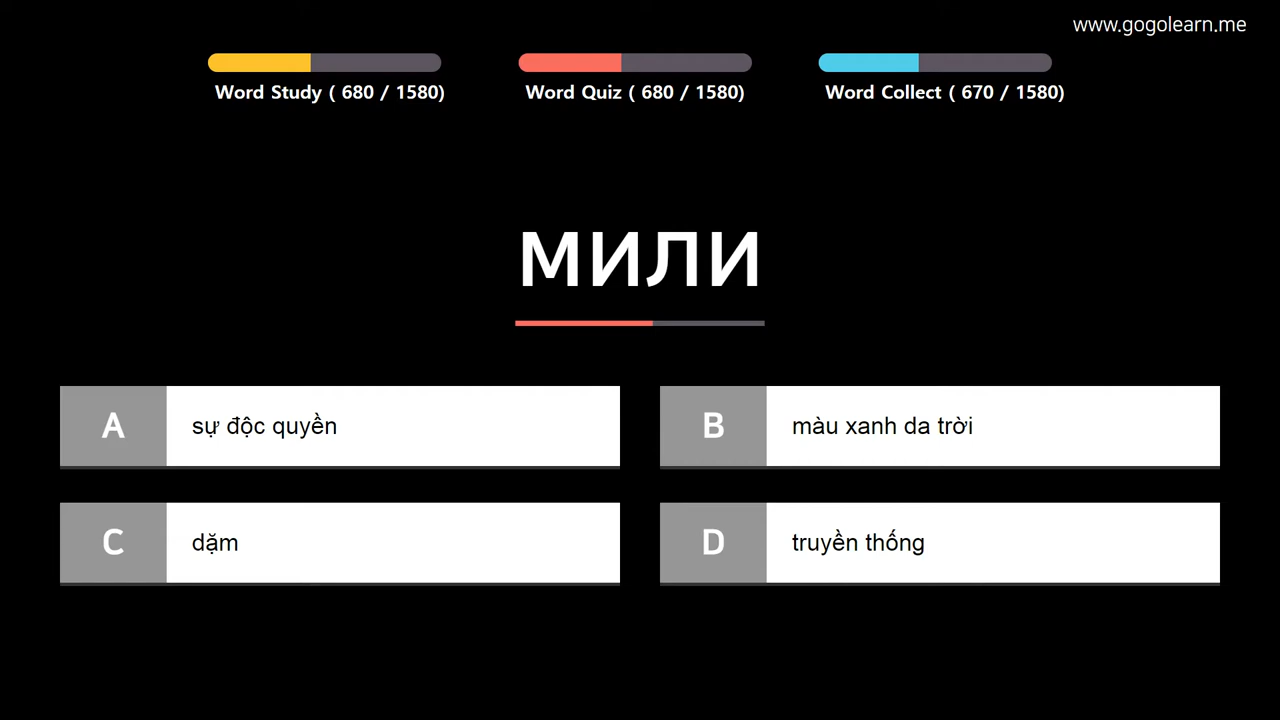 www.gogolearn.me
Word Study ( 680 / 1580)
Word Quiz ( 680 / 1580)
Word Collect ( 670 / 1580)
МИЛИ
A
sự độc quyền
B
màu xanh da trời
C
dặm
D
truyền thống